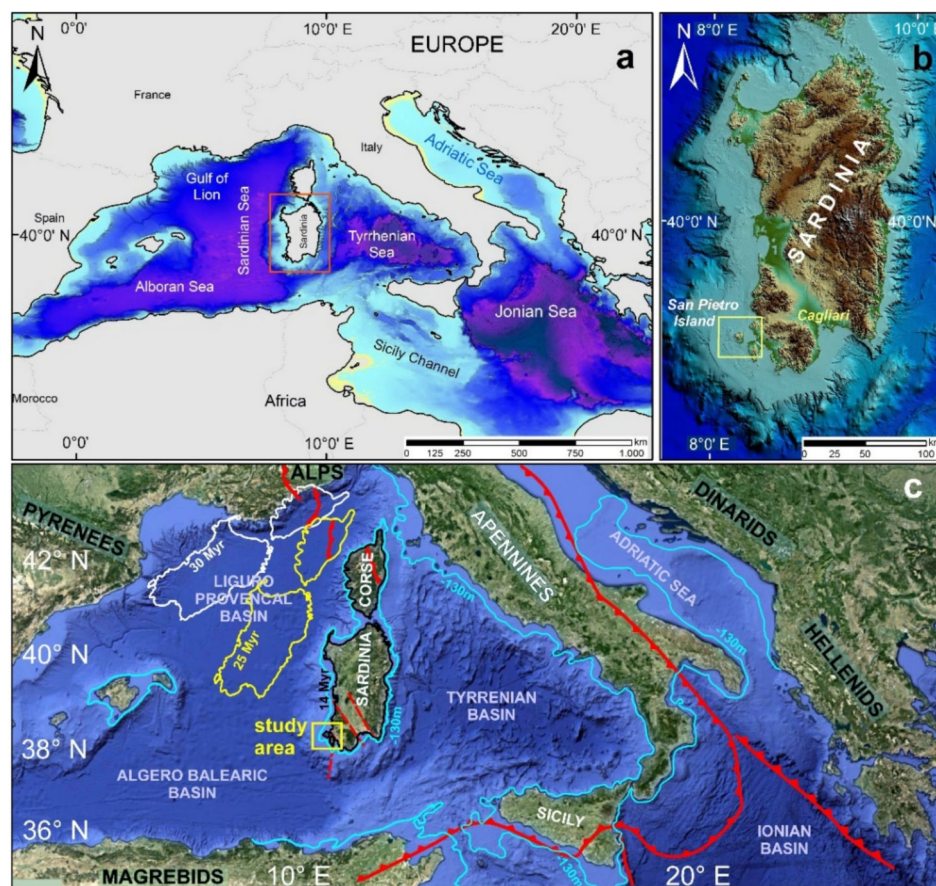 0°0'
10°0' E
20°0' E
N
EUROPE
a
France
Italy
Adriatic Sea
Gulf of
Lion
Sardinian Sea
Spain
40°0' N
Sardinia
Tyrrhenian
Sea
40°0' N
Alboran Sea
Jonian Sea
Sicily Channel
Morocco
Africa
0°0'
10°0' E
0 125 250 500 750 1.000
km
8°0' E
10°0' E
N
b
SARDINIA
40°0' N
40°0' N
San Pietro
Island
Cagliari
8°0' E
0 25 50 100
km
c
ALPS
PYRENEES
DINARIDS
42° N
30 Myr
LIGURO
PROVENCAL
BASIN
CORSE
APENNINES
ADRIATIC SEA
-130m
-130m
HELLENIDS
25 Myr
40° N
14 Myr
SARDINIA
-130m
TYRRENIAN
BASIN
study
area
38° N
ALGERO BALEARIC
BASIN
SICILY
36° N
IONIAN
BASIN
MAGREBIDS
10° E
-130m
20° E